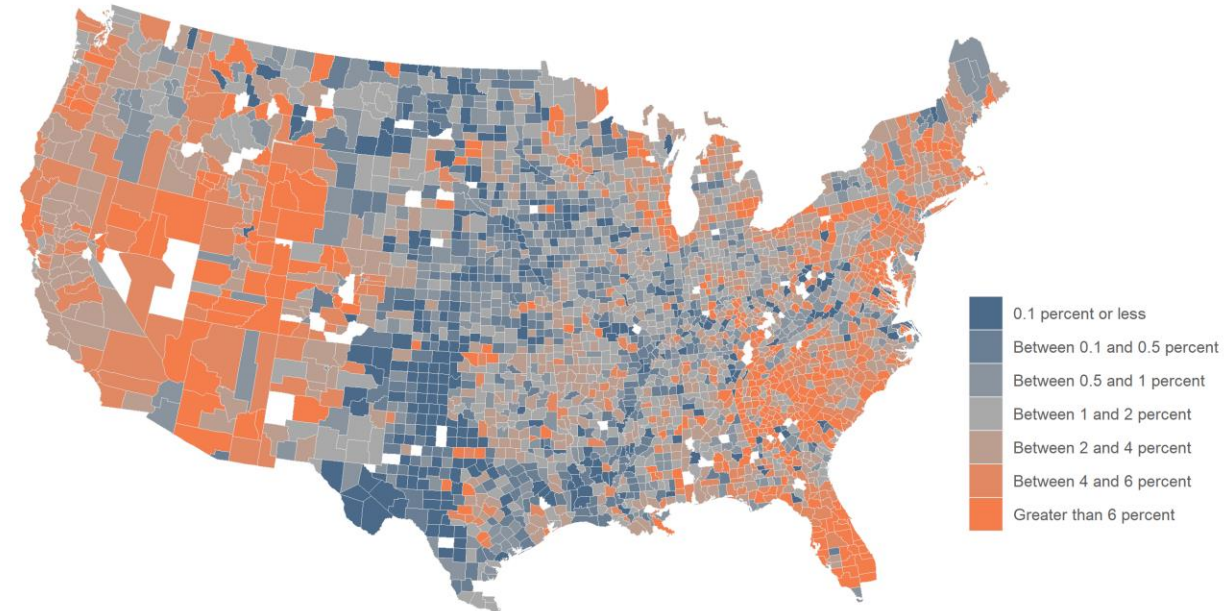 0.1 percent or less
Between 0.1 and 0.5 percent
Between 0.5 and 1 percent
Between 1 and 2 percent
Between 2 and 4 percent
Between 4 and 6 percent
Greater than 6 percent